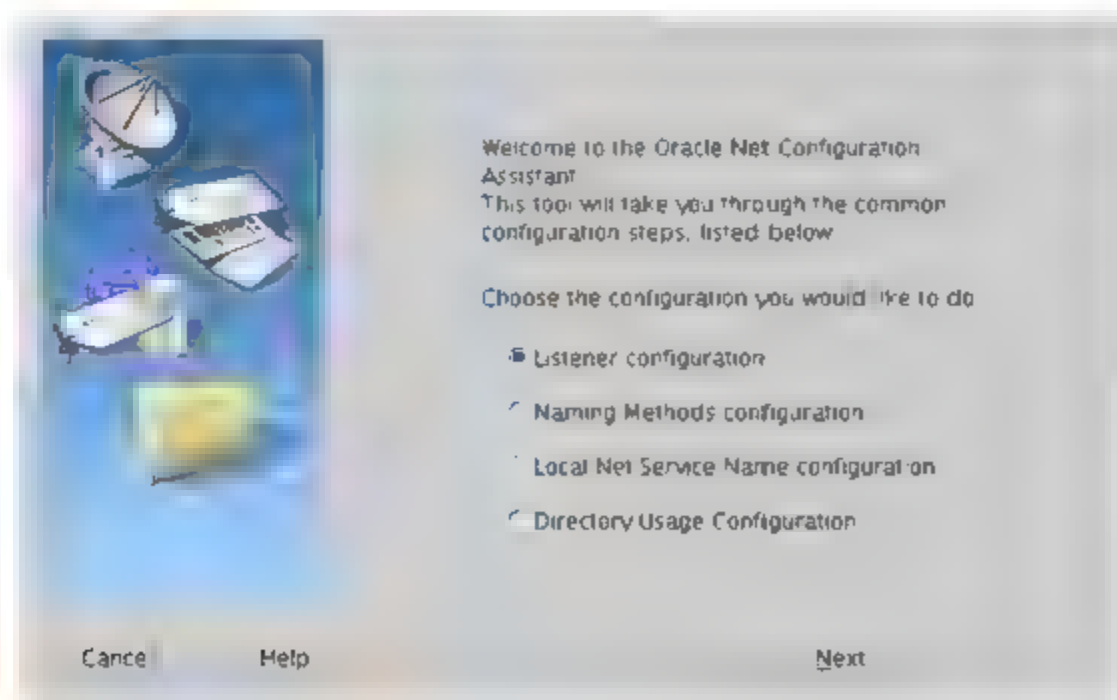 Welcome to the Oracle Net Configuration
Assistant
This tool will take you through the common
configuration steps, listed below
Choose the configuration you would like to do
Listener configuration
Naming Methods configuration
Local Net Service Name configuration
Directory Usage Configuration
Cancel
Help
Next